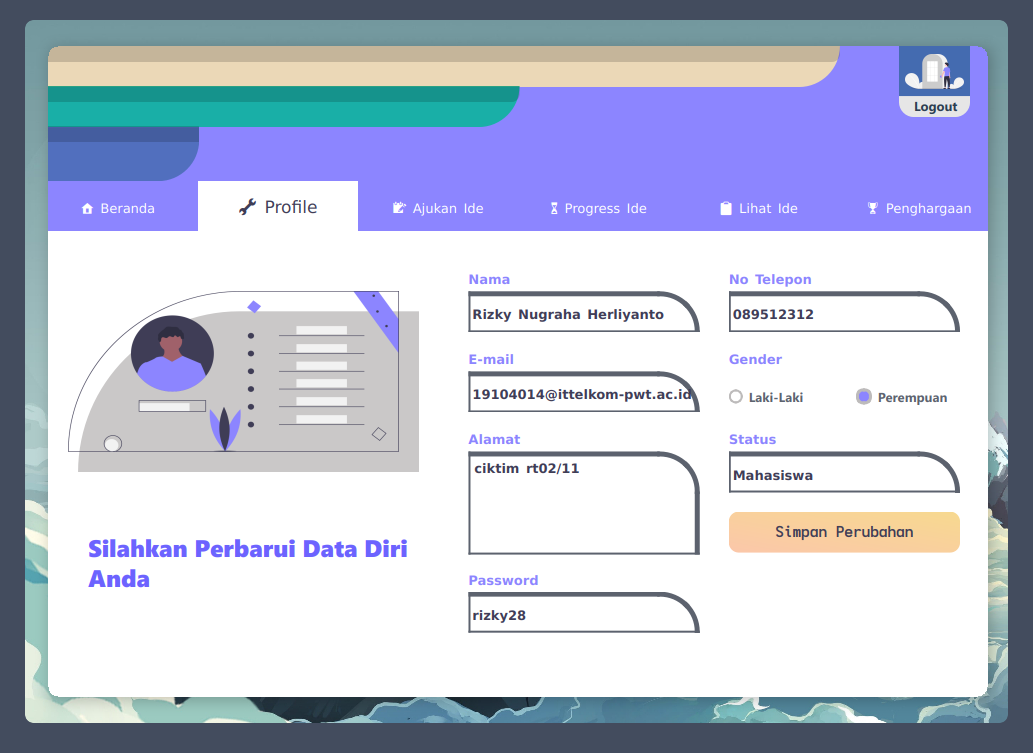 Logout
Beranda
Profile
Ajukan Ide
Progress Ide
Lihat Ide
Penghargaan
Silahkan Perbarui Data Diri
Anda
Nama
Rizky Nugraha Herliyanto
E-mail
19104014@ittelkom-pwt.ac.id
Alamat
ciktim rt02/11
Password
rizky28
No Telepon
089512312
Gender
Laki-Laki
Perempuan
Status
Mahasiswa
Simpan Perubahan